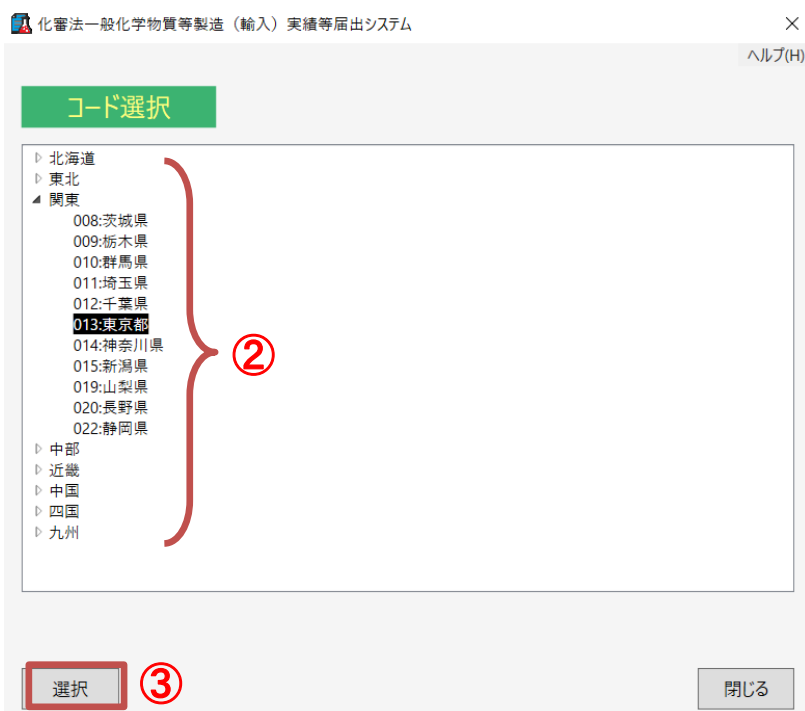 化審法一般化学物質等製造（輸入）実績等届出システム
ヘルプ(H)
コード選択
北海道
東北
関東
008:茨城県
009:栃木県
010:群馬県
011:埼玉県
012:千葉県
013:東京都
014:神奈川県
015:新潟県
019:山梨県
020:長野県
022:静岡県
中部
近畿
中国
四国
九州
②
選択 ③ 閉じる